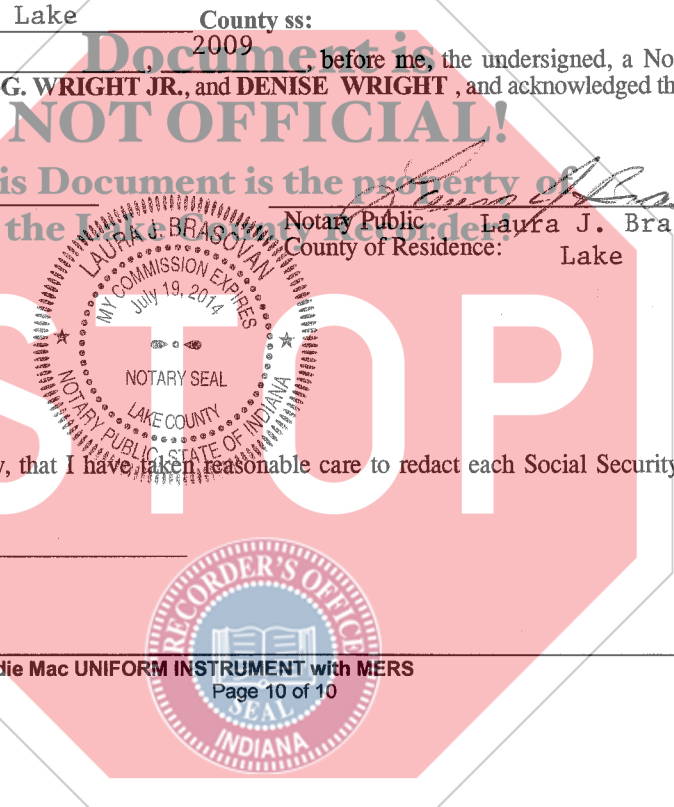 Lake County ss:
, 2009, before me, the undersigned, a No
G. WRIGHT JR., and DENISE WRIGHT , and acknowledged th
Document is
NOT OFFICIAL!
is Document is the property of
the Lake County Recorder!
Notary Public Laura J. Bra
County of Residence: Lake
LAURA J. BRASOVAN
MY COMMISSION EXPIRES
July 19, 2014
NOTARY SEAL
LAKE COUNTY
NOTARY PUBLIC, STATE OF INDIANA
STOP
y, that I have taken reasonable care to redact each Social Security
RECORDER'S OFFICE
die Mac UNIFORM INSTRUMENT with MERS
Page 10 of 10
SEAL
INDIANA